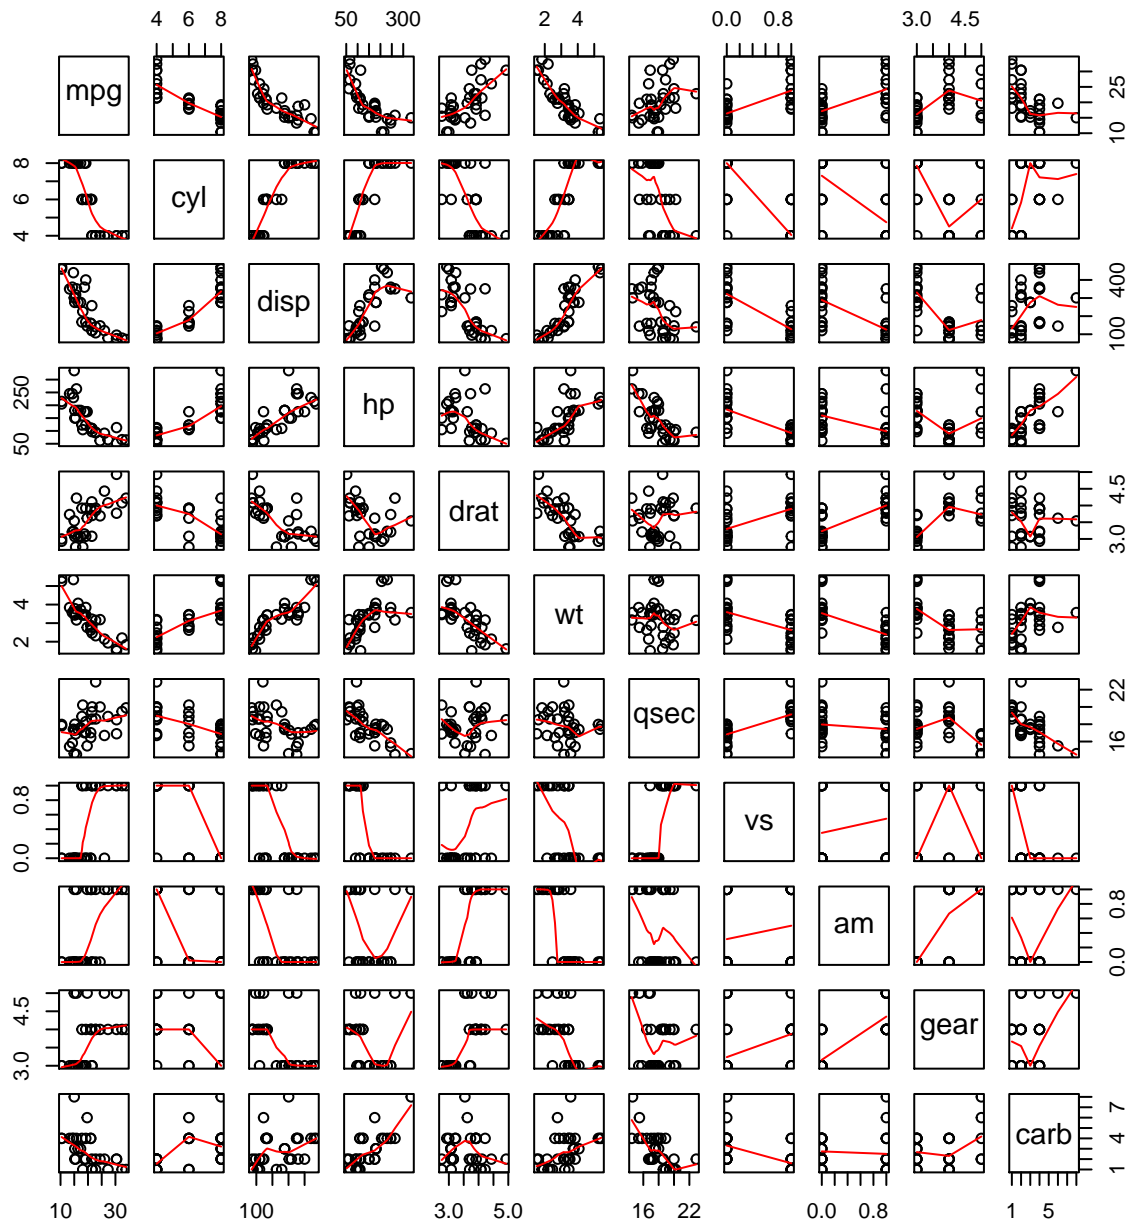 4 6 8 50 300 2 4 0.0 0.8 3.0 4.5
mpg 10 25
4 6 8 cyl
disp 100 400
50 250 hp
drat 3.0 4.5
2 4 wt
qsec 16 22
0.0 0.8 vs
am 0.0 0.8
3.0 4.5 gear
carb 1 4 7
10 30 100 3.0 5.0 16 22 0.0 0.8 1 5